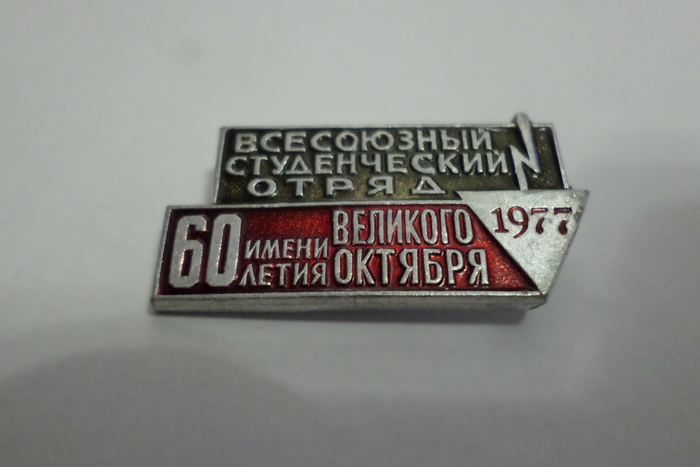 ВСЕСОЮЗНЫЙ
СТУДЕНЧЕСКИЙ
ОТРЯД
ИМЕНИ ВЕЛИКОГО
60 ЛЕТИЯ ОКТЯБРЯ
1977